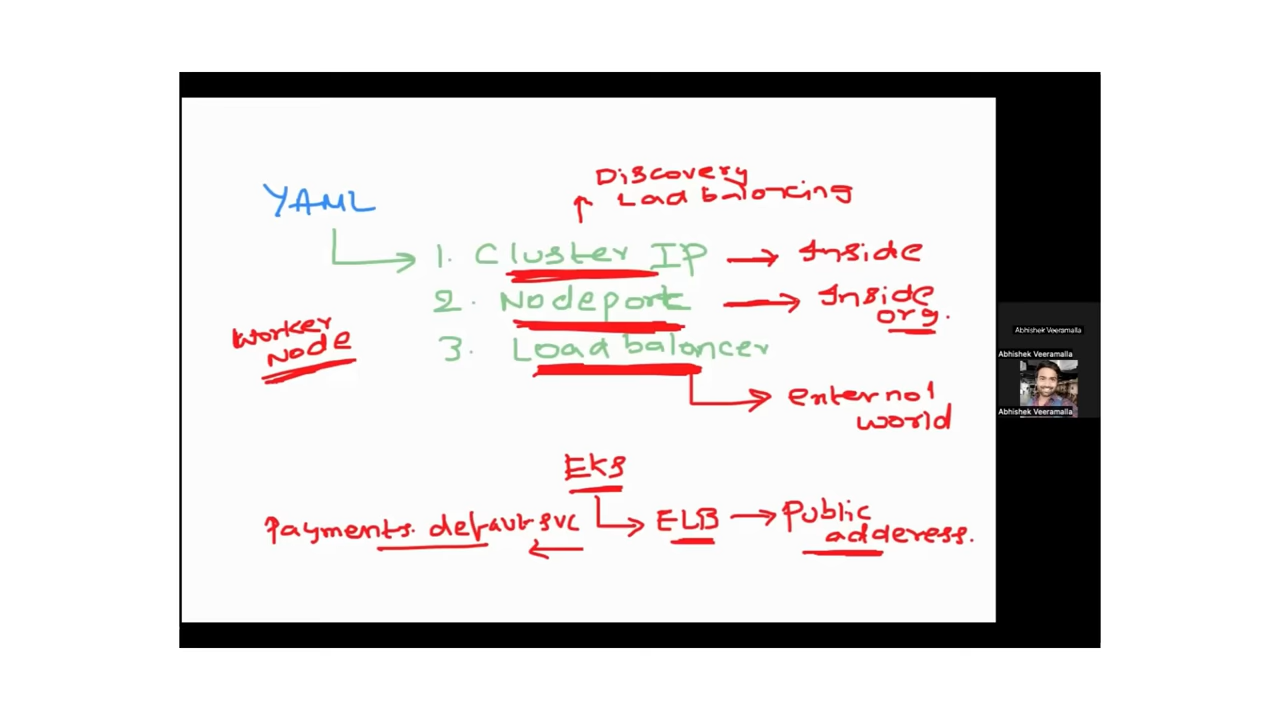 Discovery
Load balancing
YAML
1. Cluster IP → Inside
2. Nodeport → Inside
org.
Worker
Node
3. Load balancer
external
world
EKS
Payments. default svc
ELB → Public
adderess.
Abhishek Veeramalla
Abhishek Veeramalla
Abhishek Veeramalla